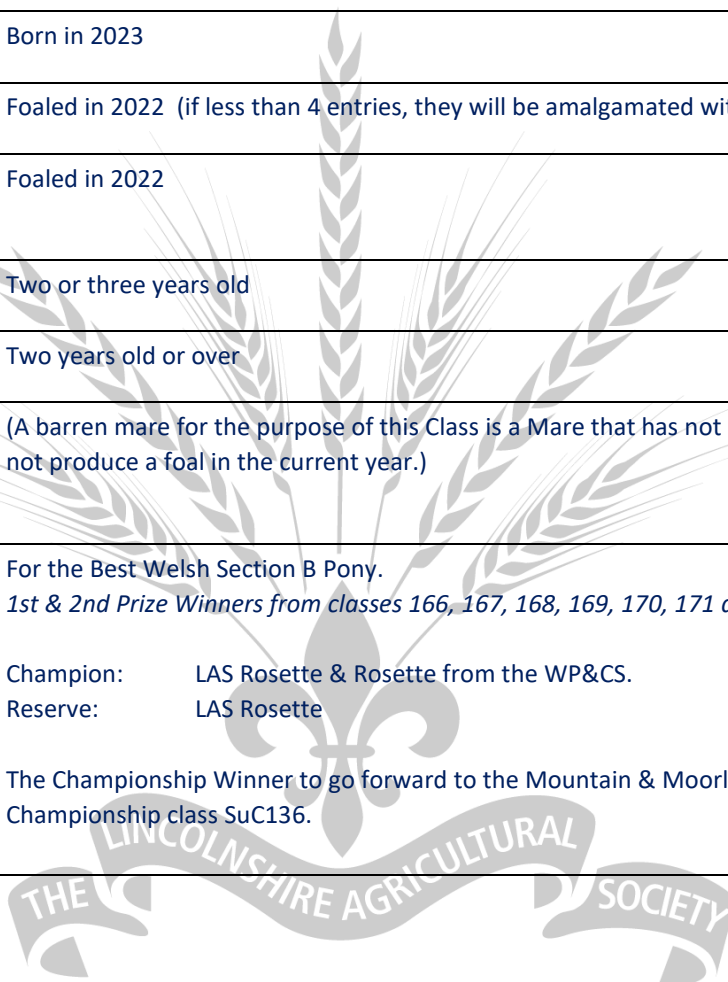 Born in 2023
Foaled in 2022 (if less than 4 entries, they will be amalgamated
Foaled in 2022
Two or three years old
Two years old or over
(A barren mare for the purpose of this Class is a Mare that has not
not produce a foal in the current year.)
For the Best Welsh Section B Pony.
1st & 2nd Prize Winners from classes 166, 167, 168, 169, 170, 171
Champion: LAS Rosette & Rosette from the WP&CS.
Reserve: LAS Rosette
The Championship Winner to go forward to the Mountain &
Championship class SuC136.
THE LINCOLNSHIRE AGRICULTURAL SOCIETY